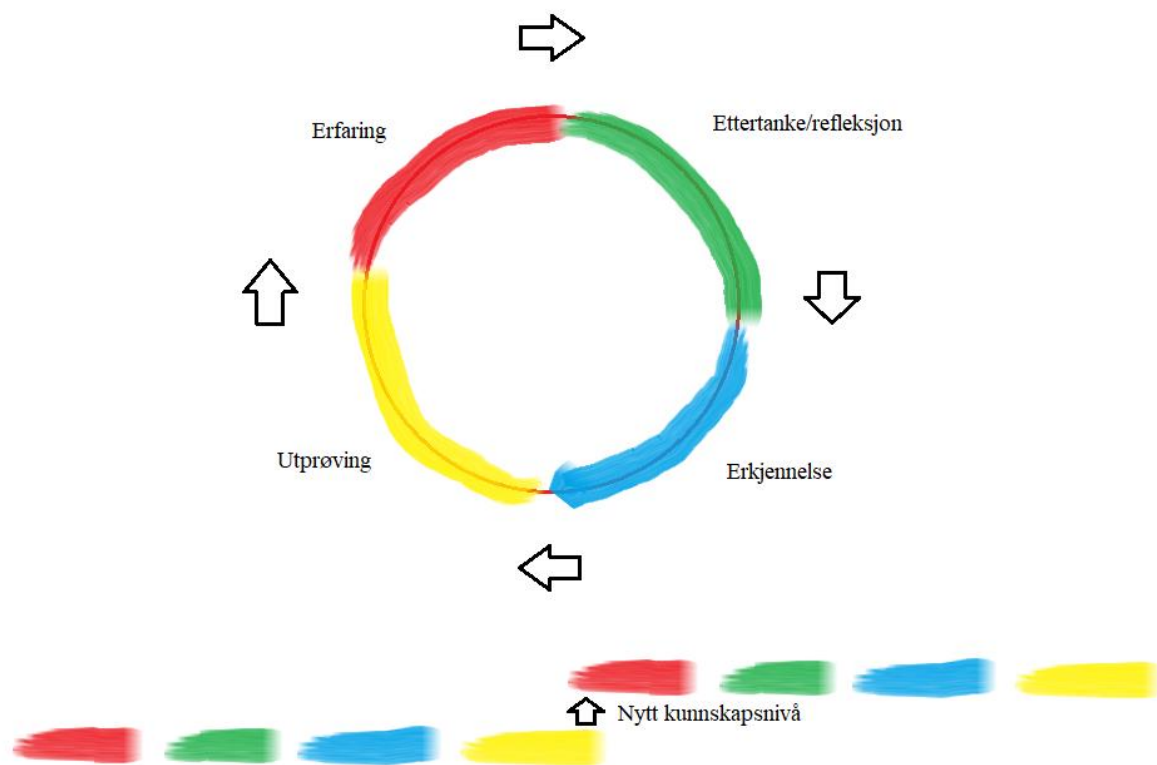 Erfaring
Ettertanke/refleksjon
Utprøving
Erkjennelse
Nytt kunnskapsnivå